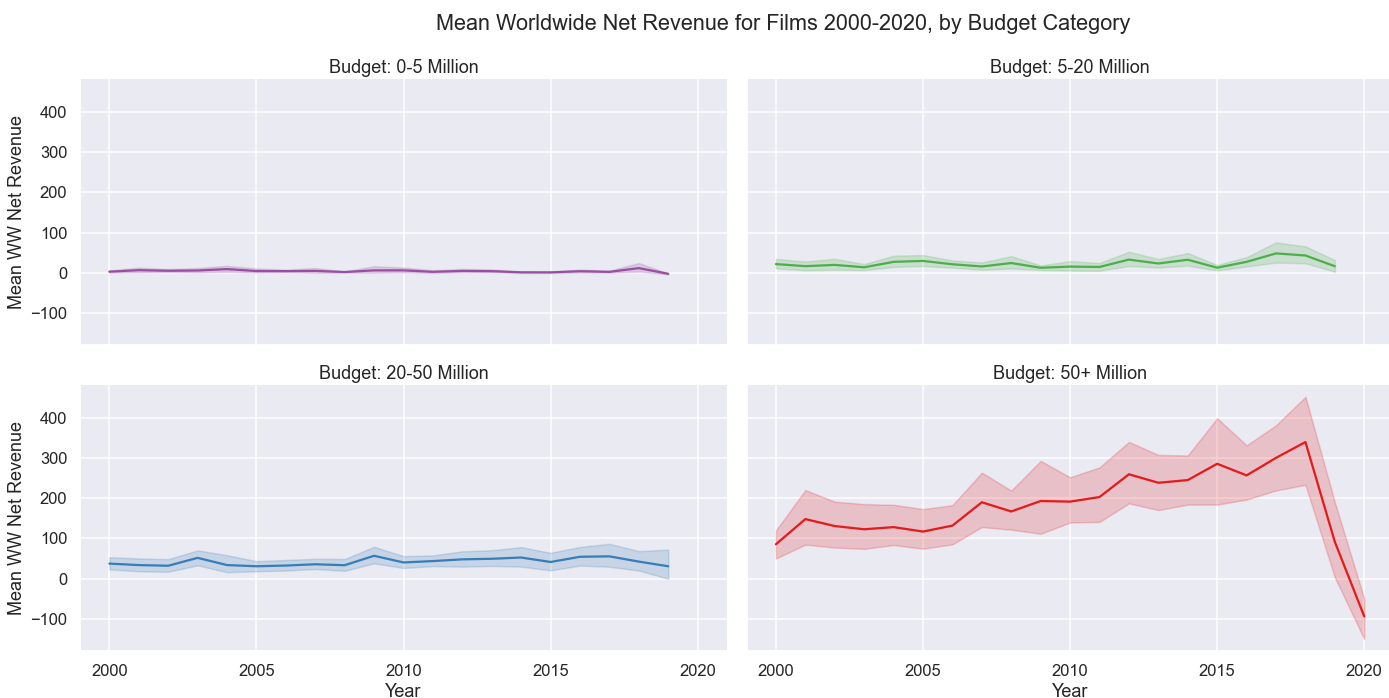 Mean Worldwide Net Revenue for Films 2000-2020, by Budget Category
Budget: 0-5 Million
Budget: 5-20 Million
Mean WW Net Revenue
400
300
200
100
0
−100
Budget: 20-50 Million
Budget: 50+ Million
Mean WW Net Revenue
400
300
200
100
0
−100
2000 2005 2010 2015 2020
2000 2005 2010 2015 2020
Year
Year